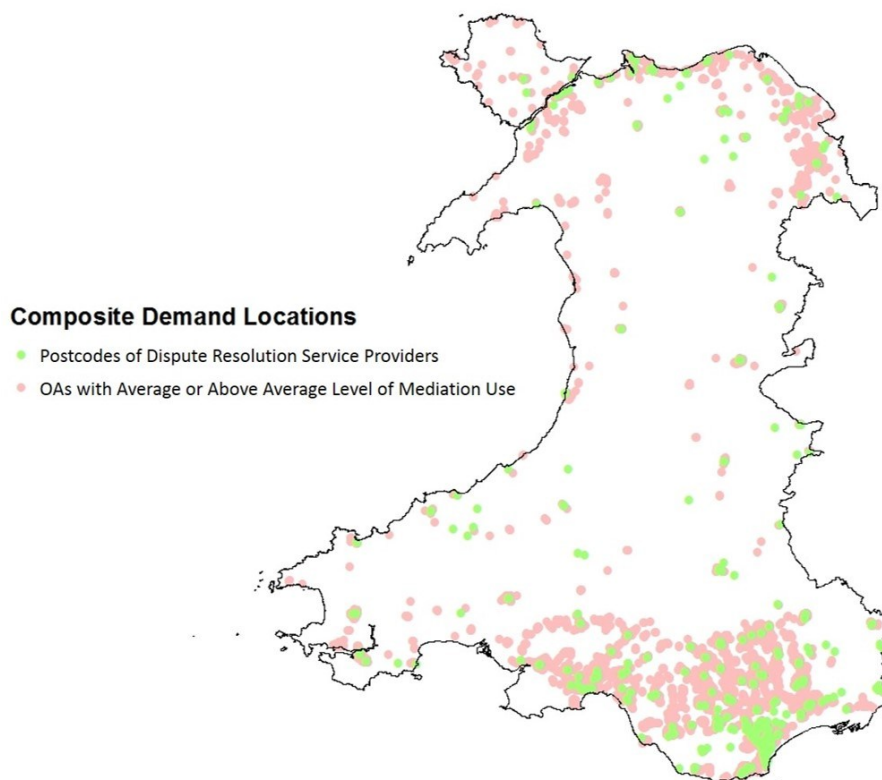 Composite Demand Locations
Postcodes of Dispute Resolution Service Providers
OAs with Average or Above Average Level of Mediation Use